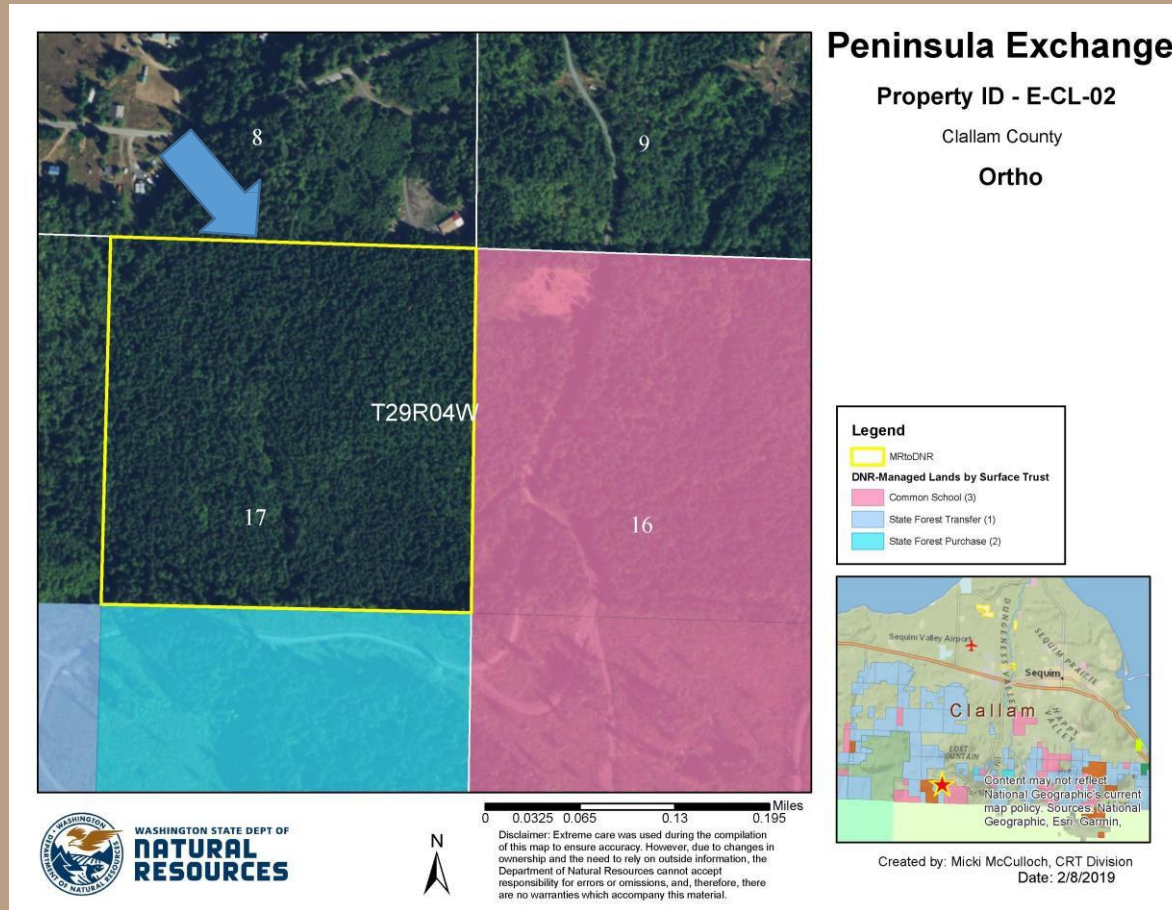 Peninsula Exchange
Property ID - E-CL-02
Clallam County
Ortho
8
9
T29R04W
17
16
Legend
MRtoDNR
DNR-Managed Lands by Surface Trust
Common School (3)
State Forest Transfer (1)
State Forest Purchase (2)
Sequim Valley Airport
DUNGENESS VALLEY
SEQUIM PRAIRIE
Sequim
Clallam
HAPPY VALLEY
LOST MOUNTAIN
Content may not reflect
National Geographic's current
map policy. Sources: National
Geographic, Esri, Garmin,
Miles
0 0.0325 0.065 0.13 0.195
Disclaimer: Extreme care was used during the compilation
of this map to ensure accuracy. However, due to changes in
ownership and the need to rely on outside information, the
Department of Natural Resources cannot accept
responsibility for errors or omissions, and, therefore, there
are no warranties which accompany this material.
N
WASHINGTON
DEPARTMENT OF NATURAL RESOURCES
WASHINGTON STATE DEPT OF
NATURAL
RESOURCES
Created by: Micki McCulloch, CRT Division
Date: 2/8/2019